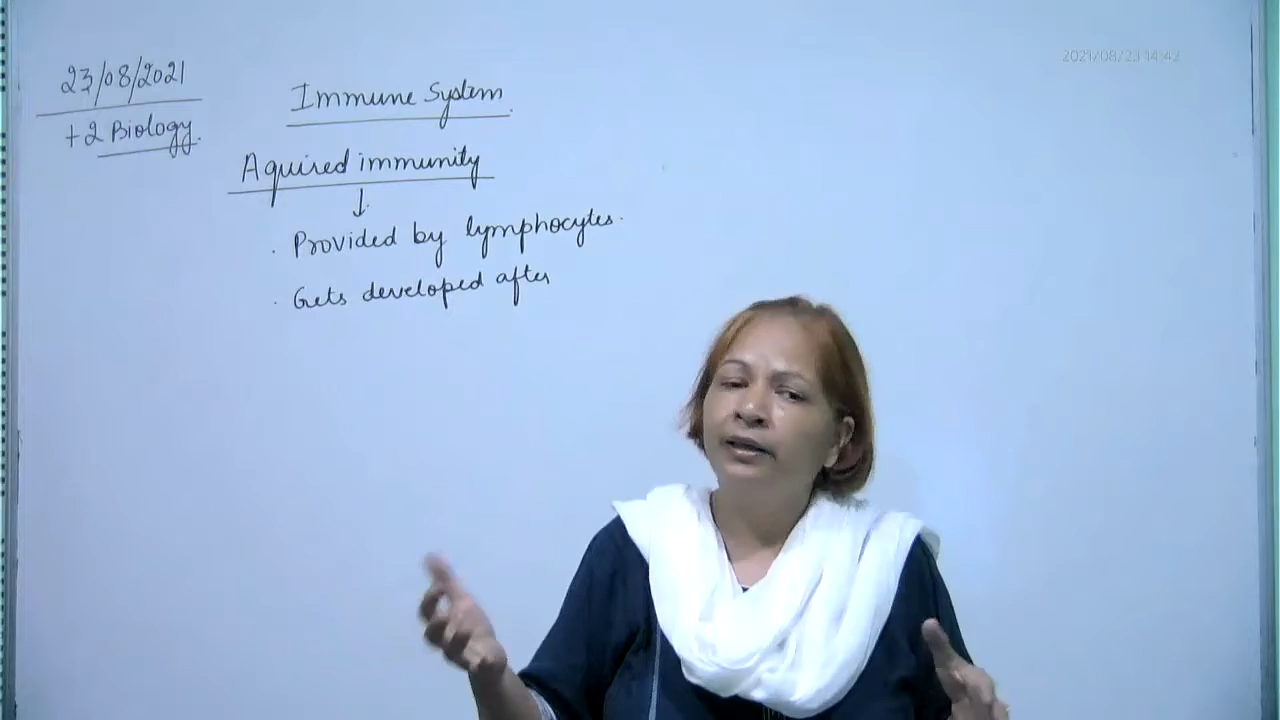 23/08/2021
+2 Biology.
Immune System.
Aquired immunity
↓
. Provided by lymphocytes.
. Gets developed after
2021/08/23 14:42